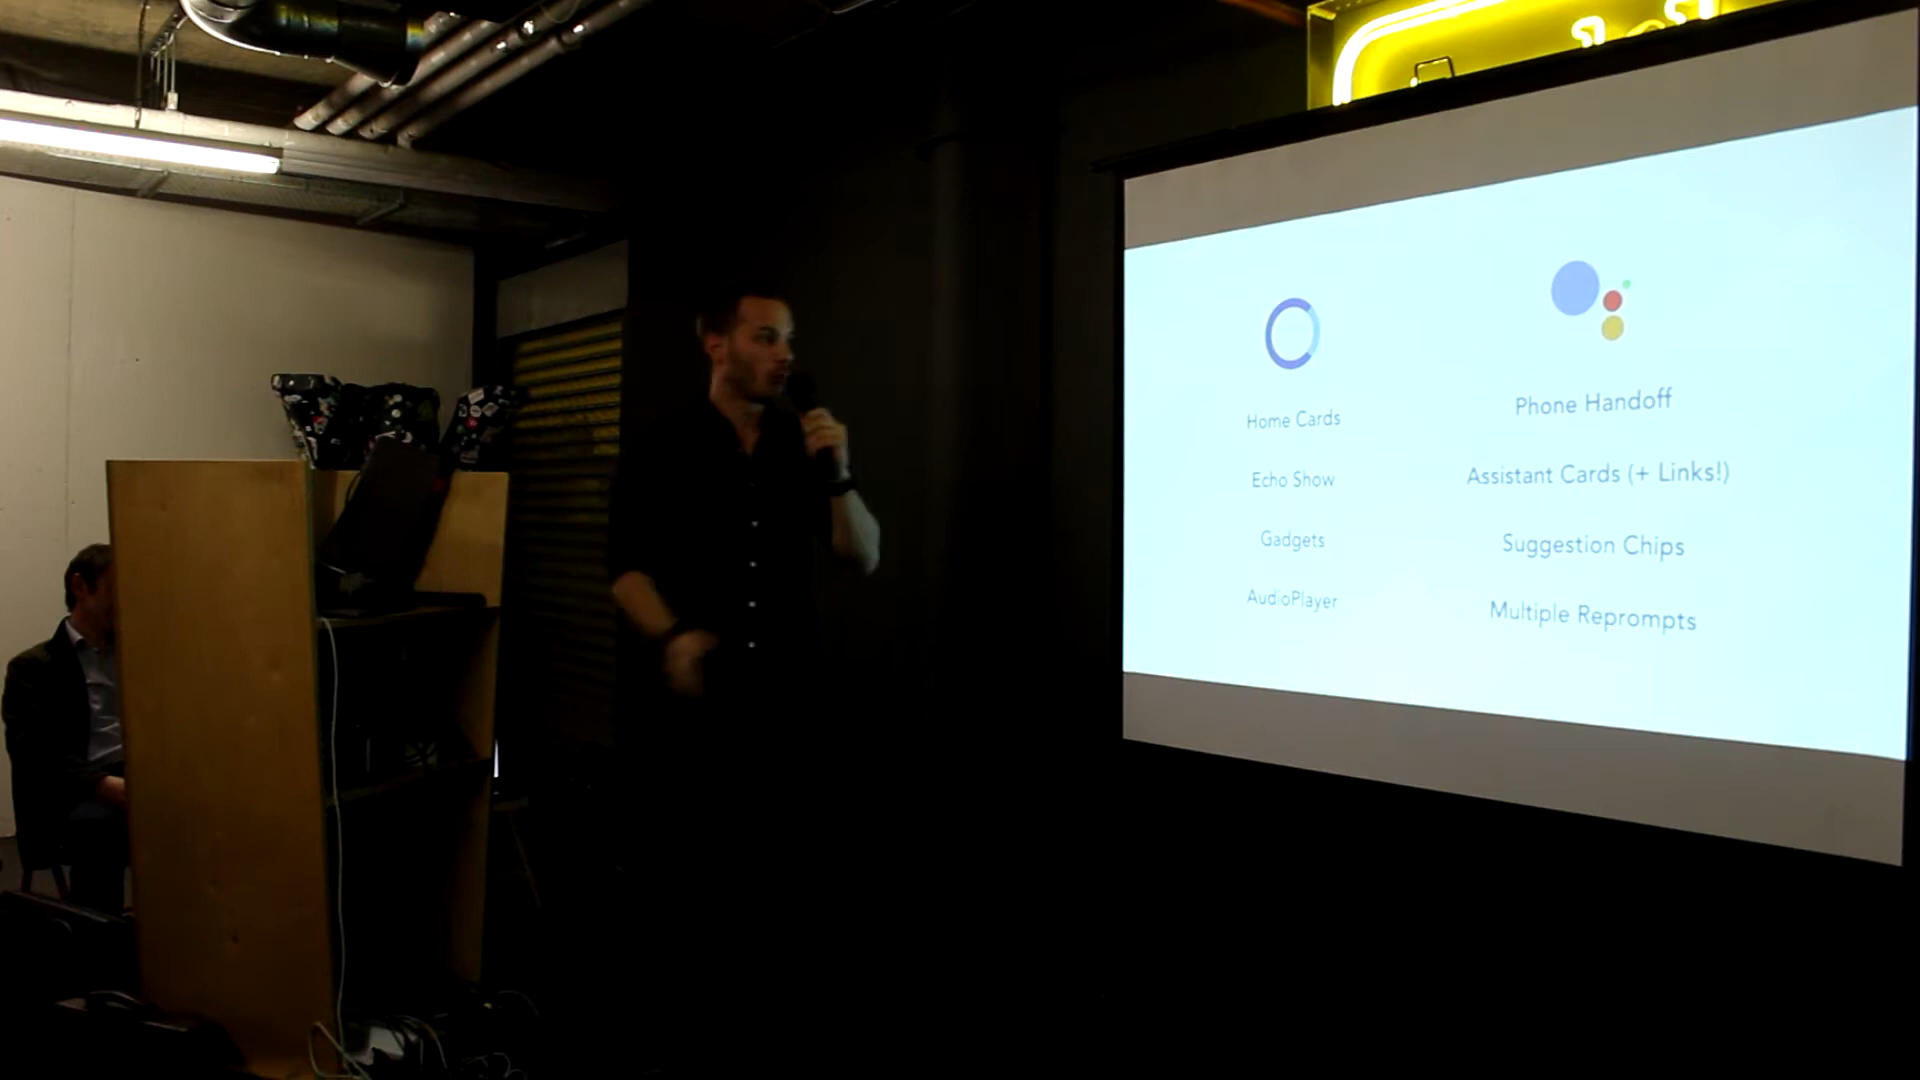 Home Cards
Echo Show
Gadgets
AudioPlayer
Phone Handoff
Assistant Cards (+ Links!)
Suggestion Chips
Multiple Reprompts